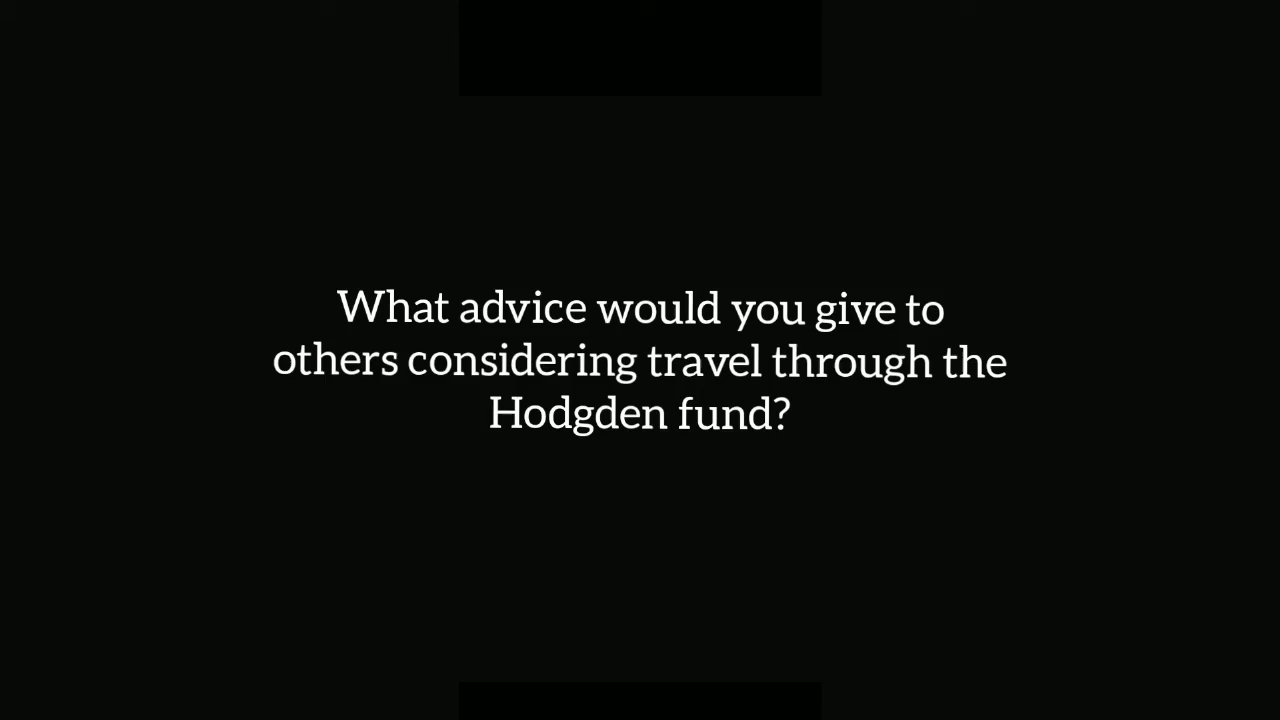 What advice would you give to
others considering travel through the
Hodgden fund?